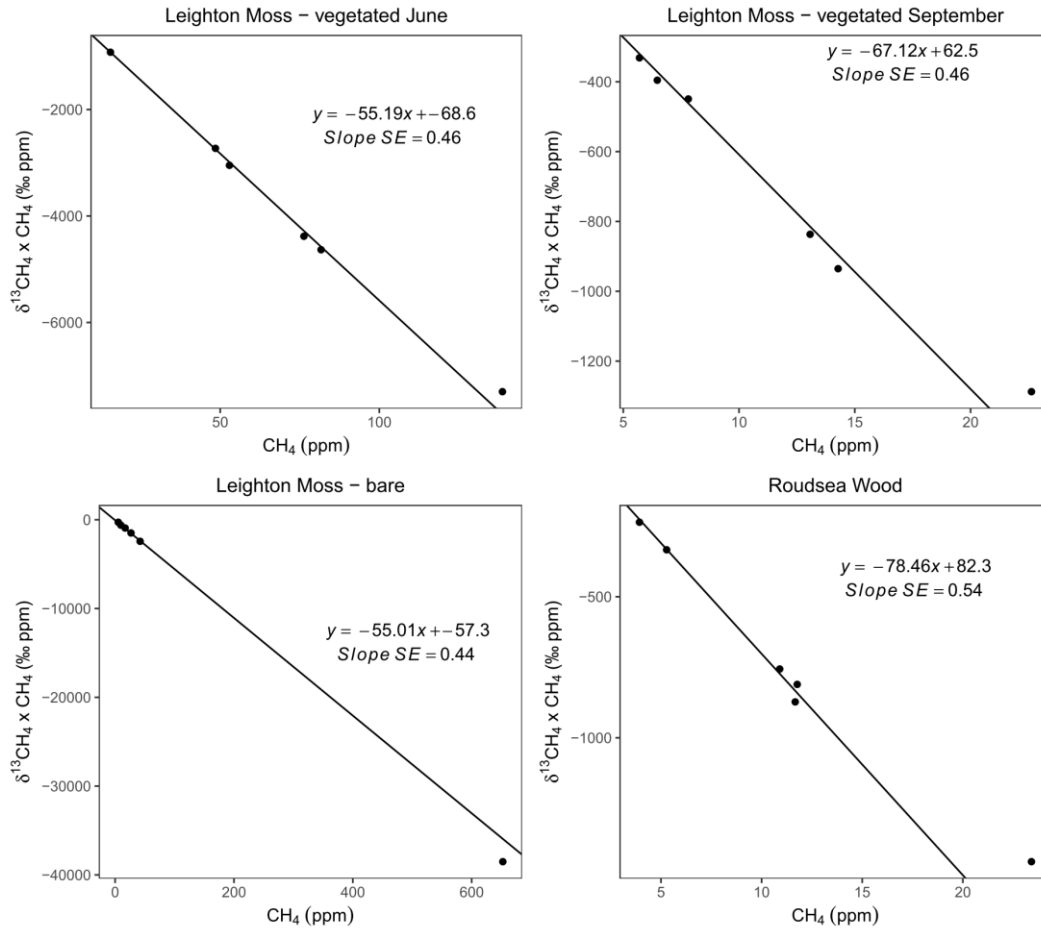 Leighton Moss − vegetated June
y = −55.19x+−68.6
Slope SE = 0.46
−2000
−4000
−6000
δ¹³CH₄ x CH₄ (‰ ppm)
50
100
CH₄ (ppm)
Leighton Moss − vegetated September
y = −67.12x+62.5
Slope SE = 0.46
−400
−600
−800
−1000
−1200
δ¹³CH₄ x CH₄ (‰ ppm)
5
10
15
20
CH₄ (ppm)
Leighton Moss − bare
y = −55.01x+−57.3
Slope SE = 0.44
0
−10000
−20000
−30000
−40000
δ¹³CH₄ x CH₄ (‰ ppm)
0
200
400
600
CH₄ (ppm)
Roudsea Wood
y = −78.46x+82.3
Slope SE = 0.54
−500
−1000
δ¹³CH₄ x CH₄ (‰ ppm)
5
10
15
20
CH₄ (ppm)